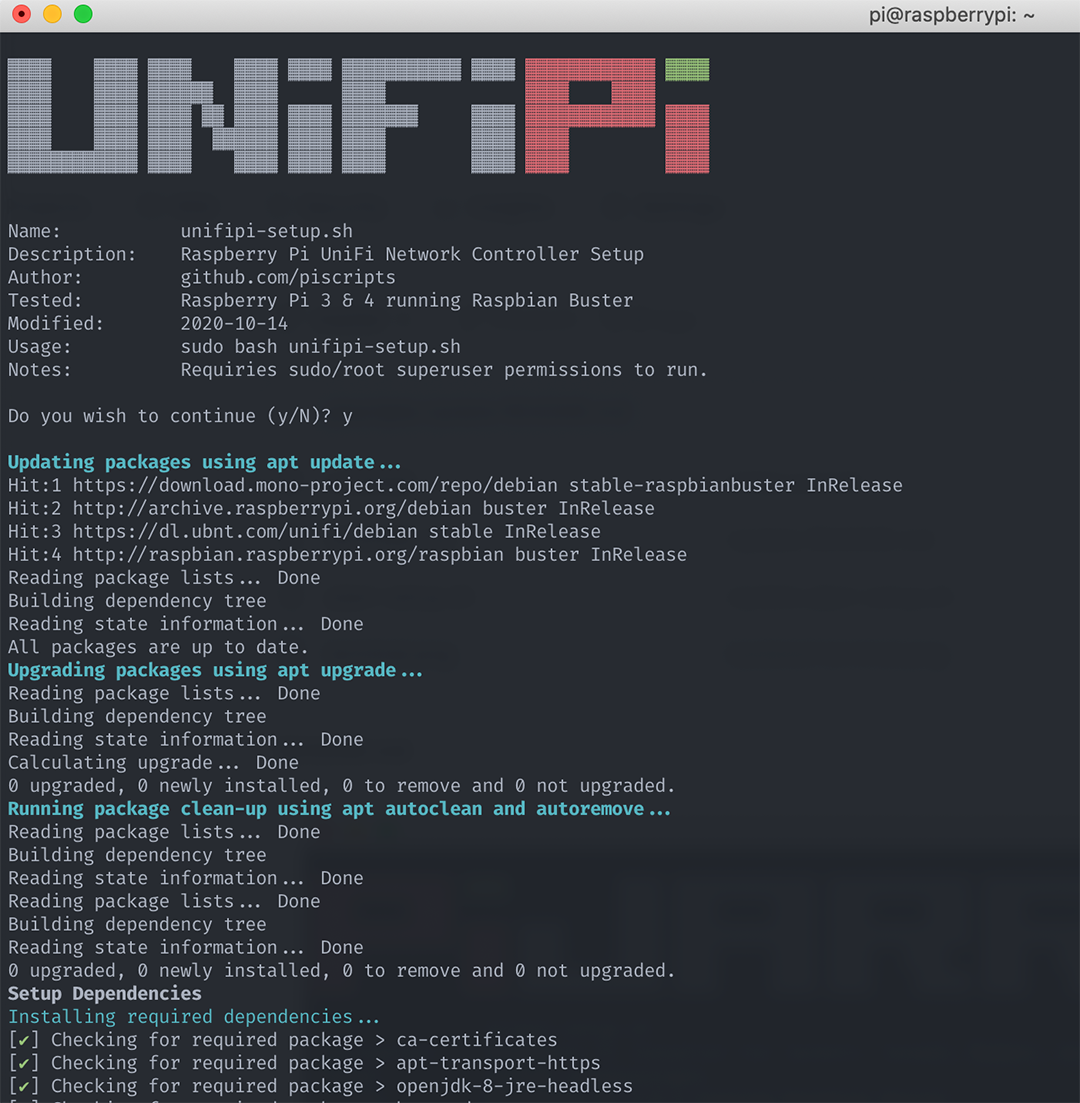 pi@raspberrypi: ~
UNiFiPi
Name: unifipi-setup.sh
Description: Raspberry Pi UniFi Network Controller Setup
Author: github.com/piscripts
Tested: Raspberry Pi 3 & 4 running Raspbian Buster
Modified: 2020-10-14
Usage: sudo bash unifipi-setup.sh
Notes: Requiries sudo/root superuser permissions to run.
Do you wish to continue (y/N)? y
Updating packages using apt update...
Hit:1 https://download.mono-project.com/repo/debian stable-raspbianbuster InRelease
Hit:2 http://archive.raspberrypi.org/debian buster InRelease
Hit:3 https://dl.ubnt.com/unifi/debian stable InRelease
Hit:4 http://raspbian.raspberrypi.org/raspbian buster InRelease
Reading package lists... Done
Building dependency tree
Reading state information... Done
All packages are up to date.
Upgrading packages using apt upgrade...
Reading package lists... Done
Building dependency tree
Reading state information... Done
Calculating upgrade... Done
0 upgraded, 0 newly installed, 0 to remove and 0 not upgraded.
Running package clean-up using apt autoclean and autoremove...
Reading package lists... Done
Building dependency tree
Reading state information... Done
Reading package lists... Done
Building dependency tree
Reading state information... Done
0 upgraded, 0 newly installed, 0 to remove and 0 not upgraded.
Setup Dependencies
Installing required dependencies...
[✔] Checking for required package > ca-certificates
[✔] Checking for required package > apt-transport-https
[✔] Checking for required package > openjdk-8-jre-headless